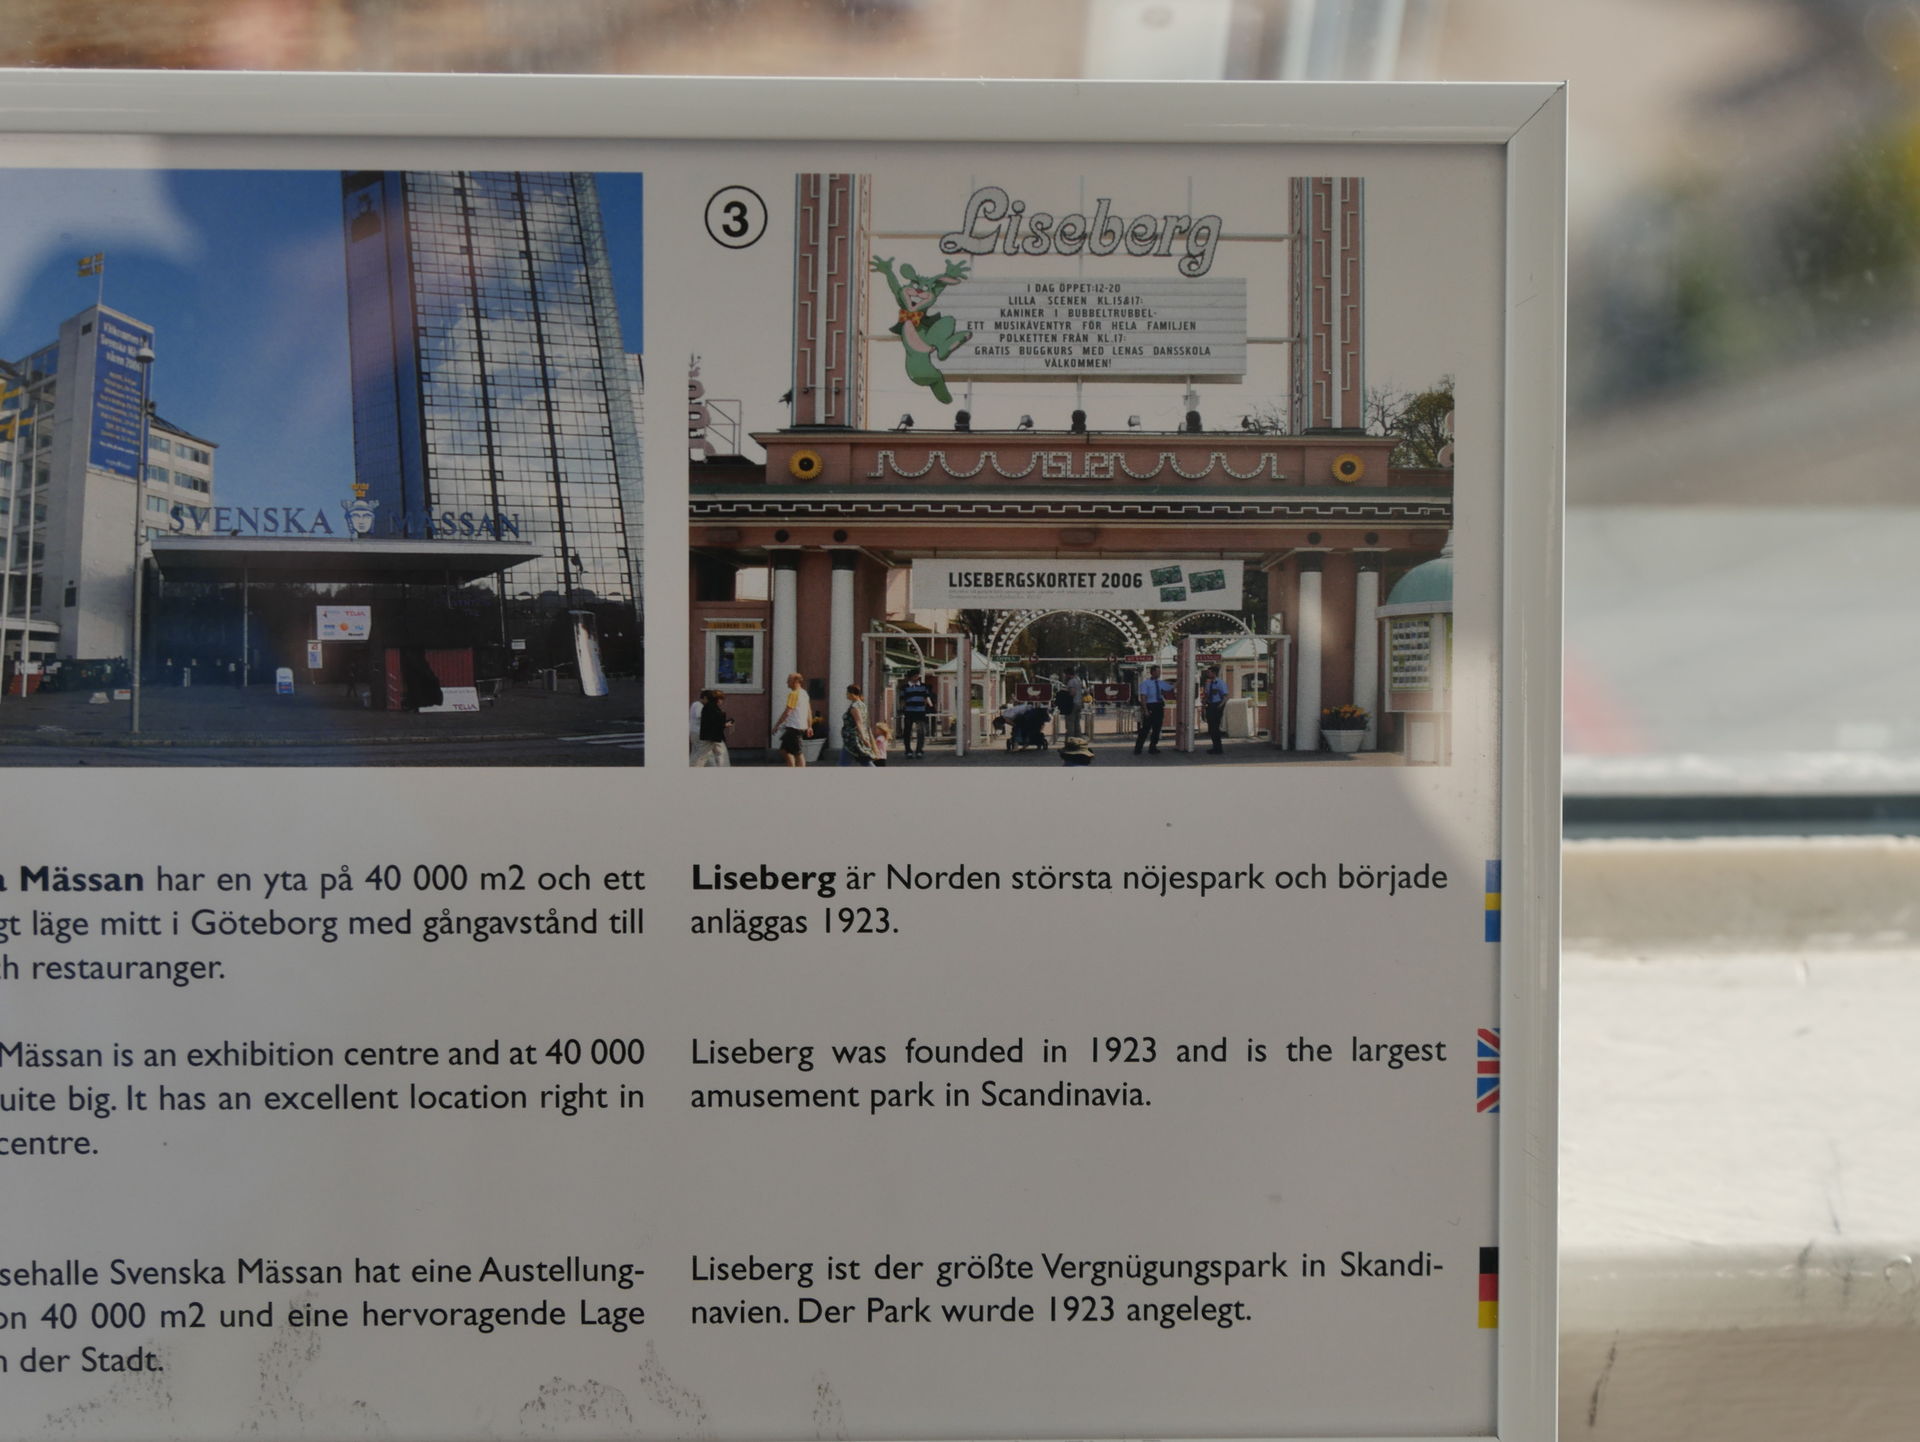 SVENSKA MÄSSAN
TELIA
TELIA
3
Liseberg
I DAG ÖPPET:12-20
LILLA SCENEN KL.15&17:
KANINER I BUBBELTRUBBEL-
ETT MUSIKÄVENTYR FÖR HELA FAMILJEN
POLKETTEN FRÅN KL.17:
GRATIS BUGGKURS MED LENAS DANSSKOLA
VÄLKOMMEN!
LISEBERGSKORTET 2006
a Mässan har en yta på 40 000 m2 och ett
gt läge mitt i Göteborg med gångavstånd till
h restauranger.
Mässan is an exhibition centre and at 40 000
uite big. It has an excellent location right in
centre.
sehalle Svenska Mässan hat eine Austellung-
on 40 000 m2 und eine hervoragende Lage
n der Stadt.
Liseberg är Norden största nöjespark och började
anläggas 1923.
Liseberg was founded in 1923 and is the largest
amusement park in Scandinavia.
Liseberg ist der größte Vergnügungspark in Skandi-
navien. Der Park wurde 1923 angelegt.